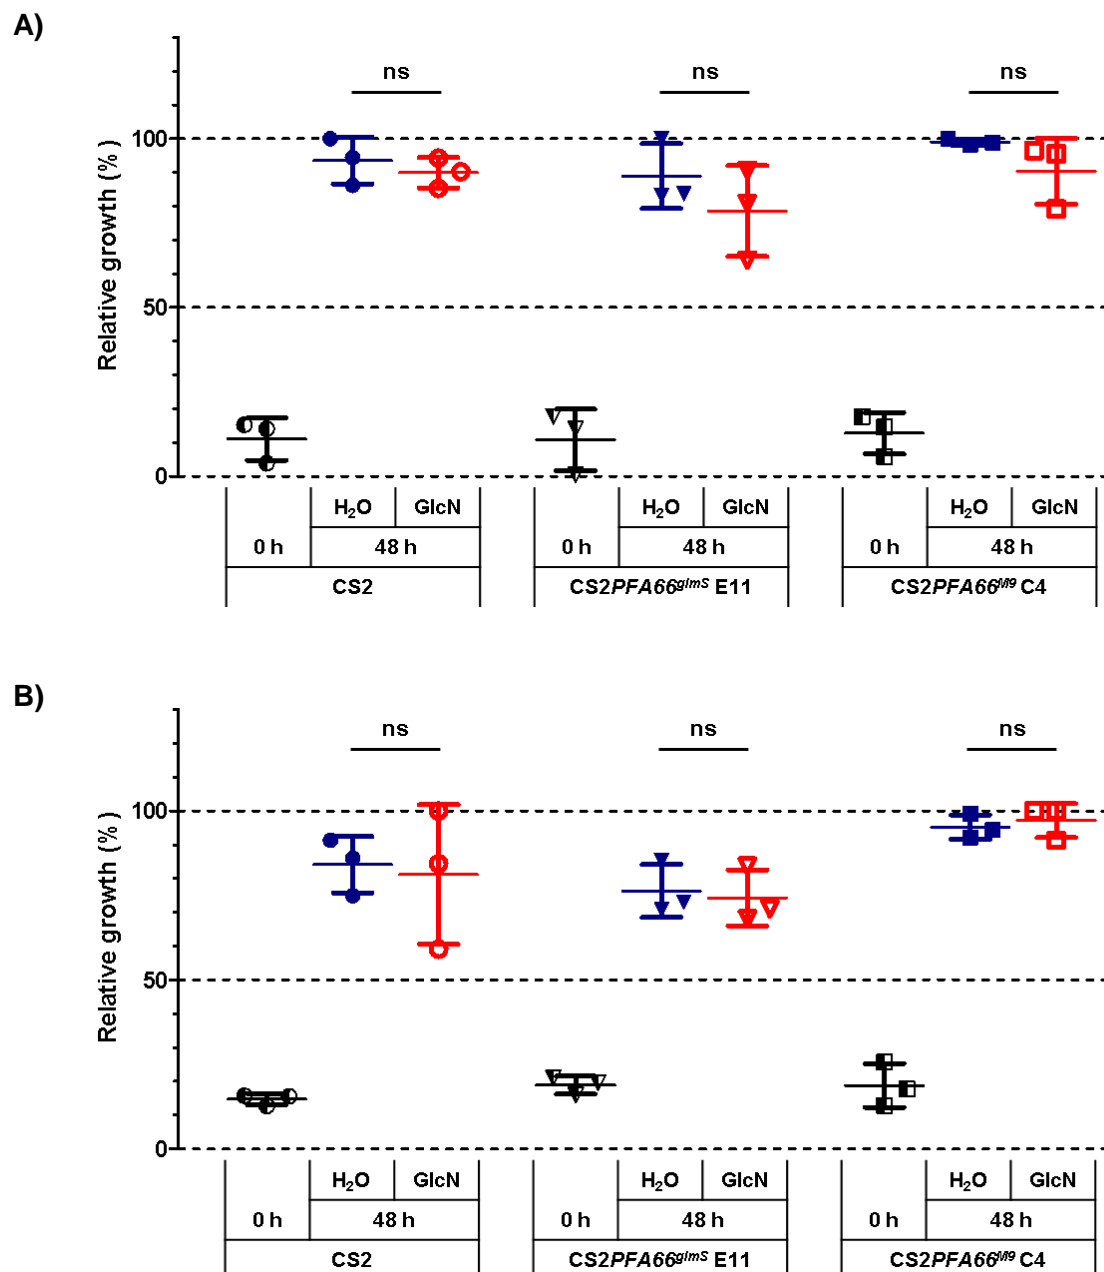 A)
ns ns ns
100
50
0
Relative growth (%)
H₂O GlcN H₂O GlcN H₂O GlcN
0 h 48 h 0 h 48 h 0 h 48 h
CS2 CS2PFA66glmS E11 CS2PFA66M9 C4
B)
ns ns ns
100
50
0
Relative growth (%)
H₂O GlcN H₂O GlcN H₂O GlcN
0 h 48 h 0 h 48 h 0 h 48 h
CS2 CS2PFA66glmS E11 CS2PFA66M9 C4